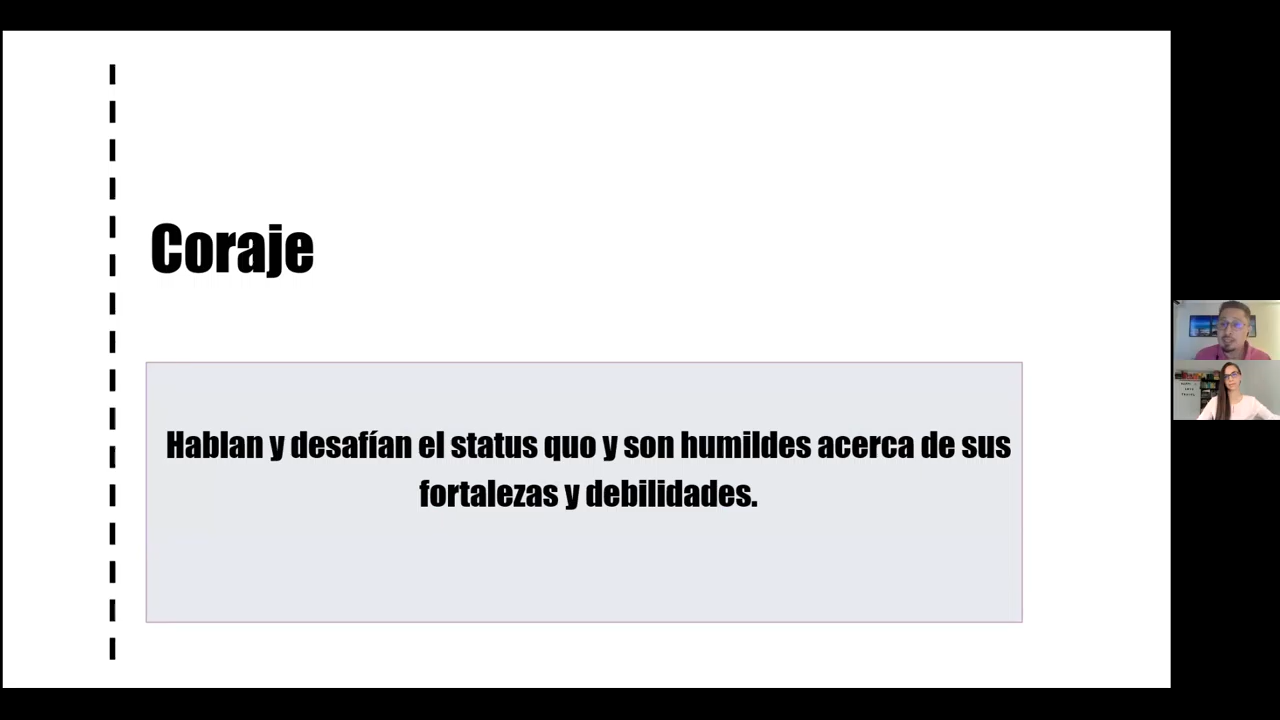 Coraje
Hablan y desafían el status quo y son humildes acerca de sus
fortalezas y debilidades.